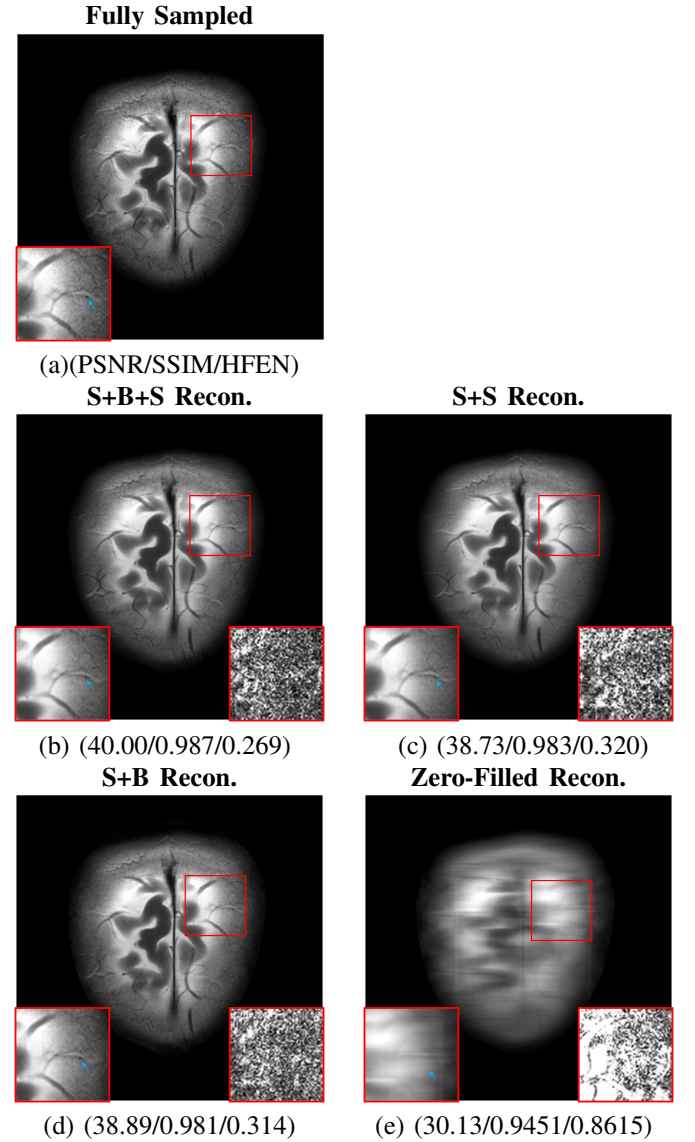 Fully Sampled
(a)(PSNR/SSIM/HFEN)
S+B+S Recon.
S+S Recon.
(b) (40.00/0.987/0.269)
(c) (38.73/0.983/0.320)
S+B Recon.
Zero-Filled Recon.
(d) (38.89/0.981/0.314)
(e) (30.13/0.9451/0.8615)